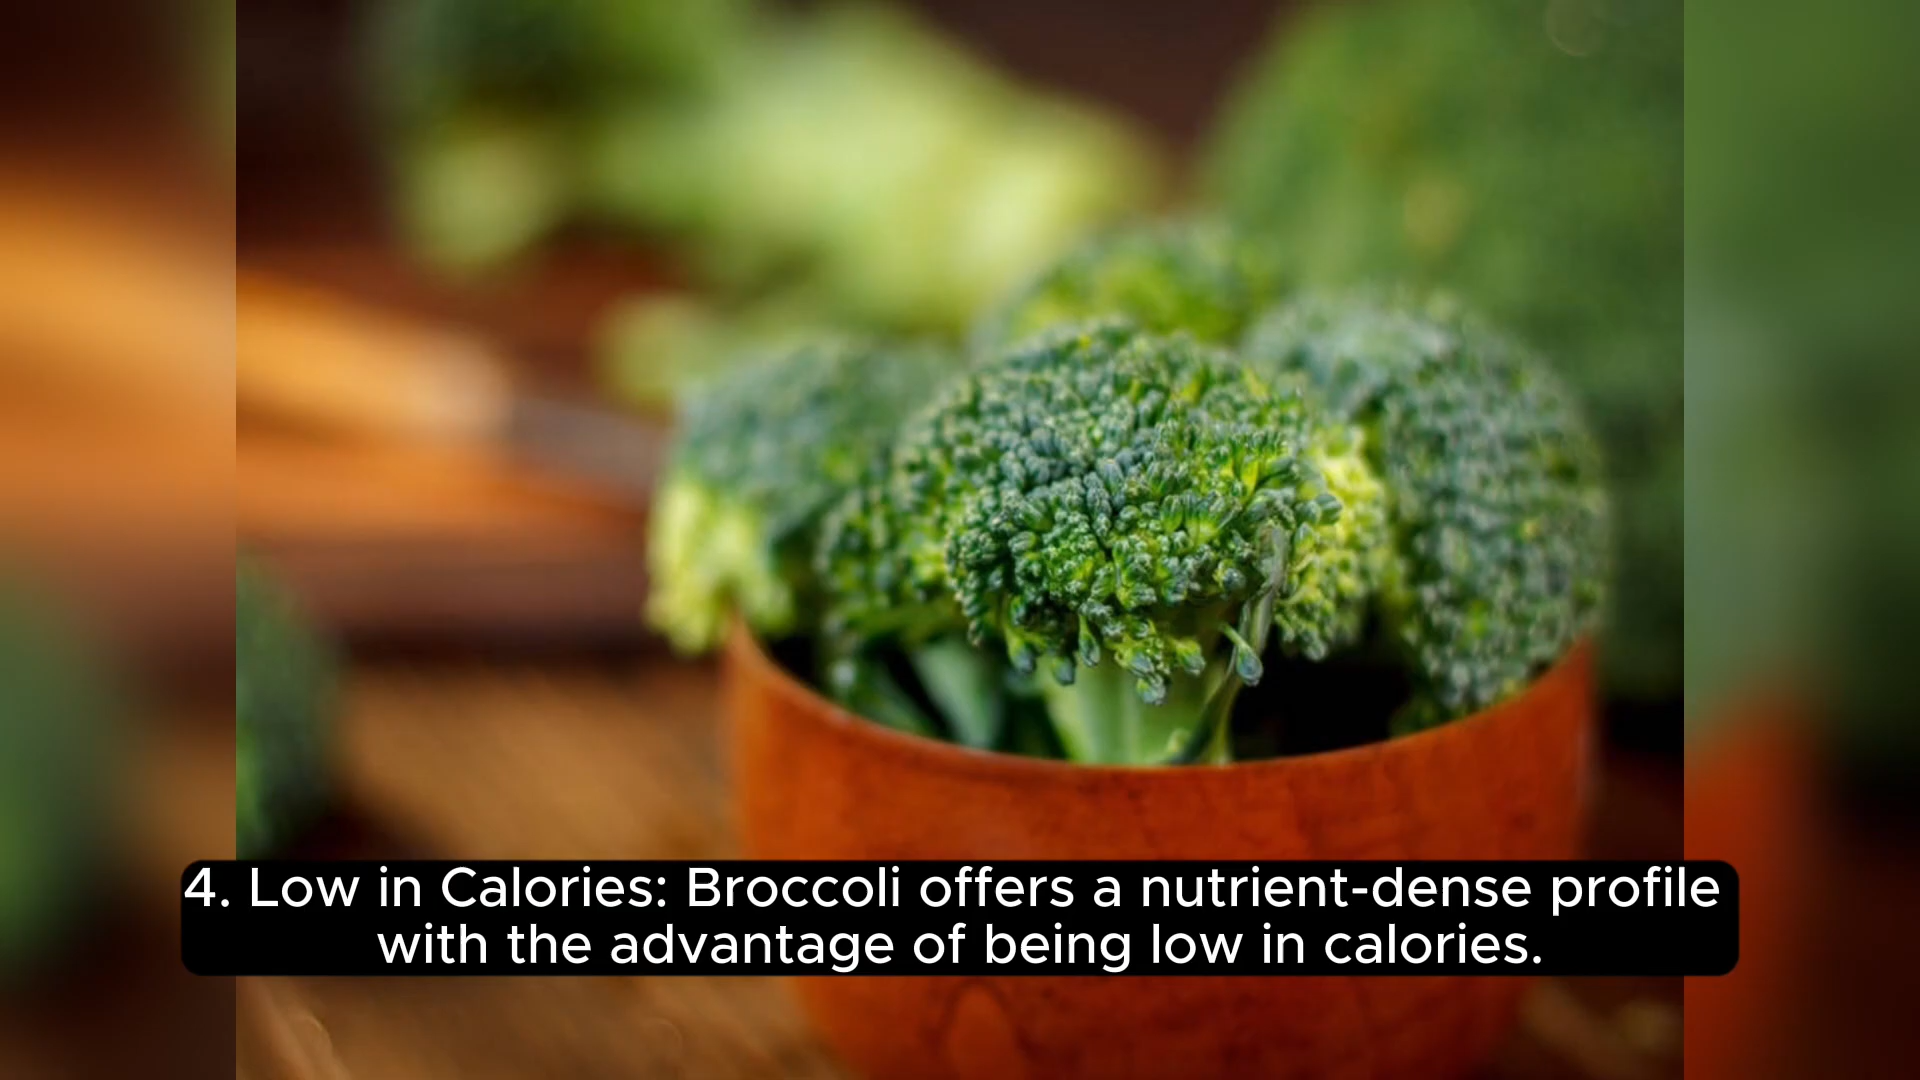 4. Low in Calories: Broccoli offers a nutrient-dense profile
with the advantage of being low in calories.